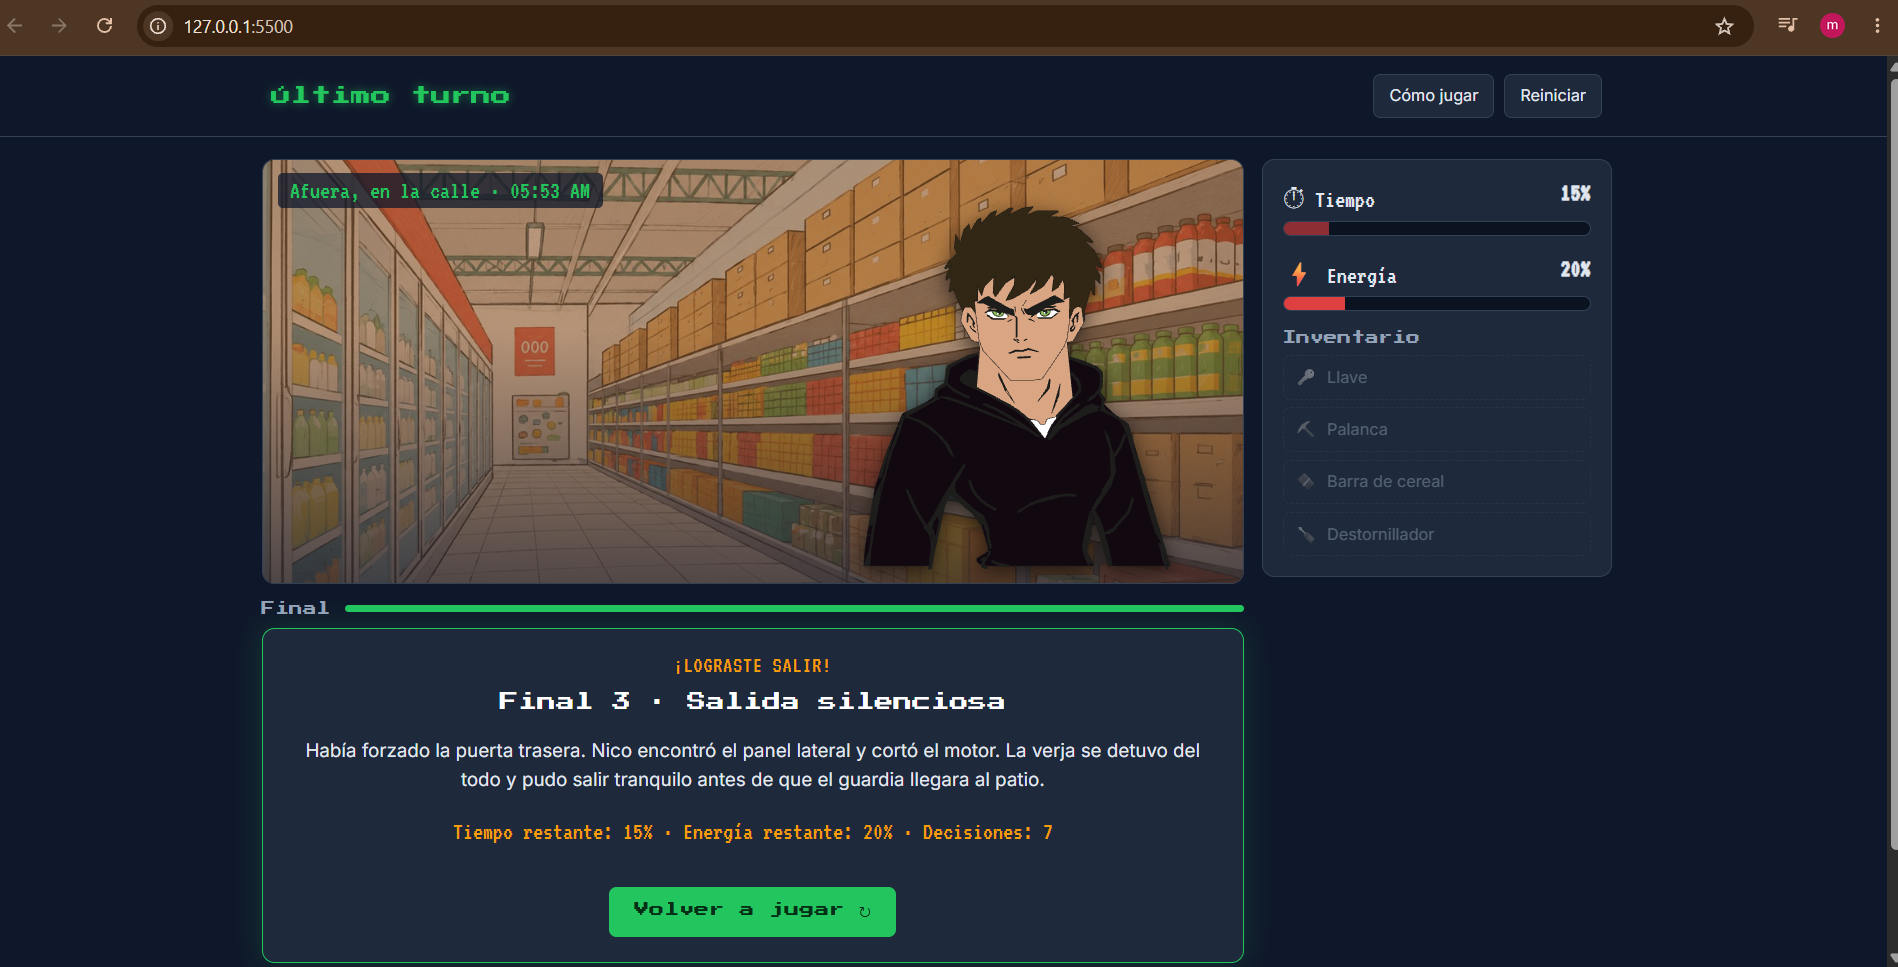 127.0.0.1:5500
m
último turno
Cómo jugar
Reiniciar
Afuera, en la calle · 05:53 AM
000
Tiempo
15%
Energía
20%
Inventario
Llave
Palanca
Barra de cereal
Destornillador
Final
¡LOGRASTE SALIR!
Final 3 · Salida silenciosa
Había forzado la puerta trasera. Nico encontró el panel lateral y cortó el motor. La verja se detuvo del
todo y pudo salir tranquilo antes de que el guardia llegara al patio.
Tiempo restante: 15% · Energía restante: 20% · Decisiones: 7
Volver a jugar ↻